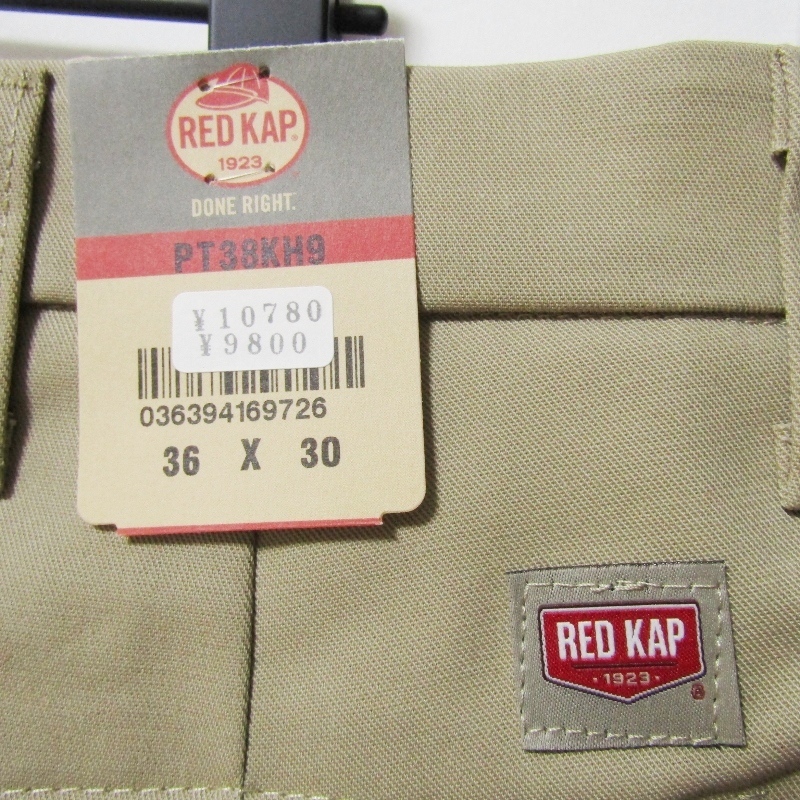 RED KAP
1923
DONE RIGHT.
PT38KH9
¥10780
¥9800
036394169726
36 X 30
RED KAP
· 1923 ·
®